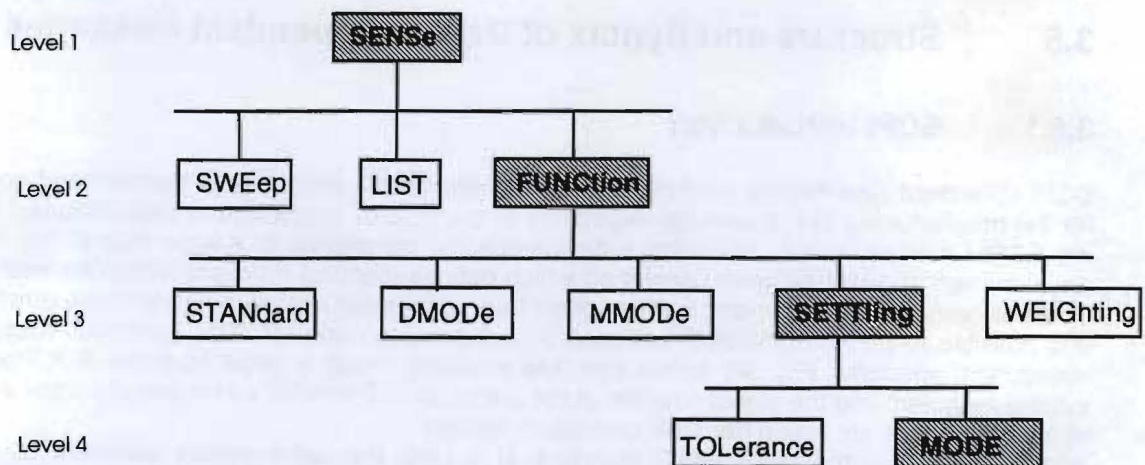 Level 1 SENSe
Level 2 SWEep LIST FUNCtion
Level 3 STANdard DMODe MMODe SETTling WEIGhting
Level 4 TOLerance MODE